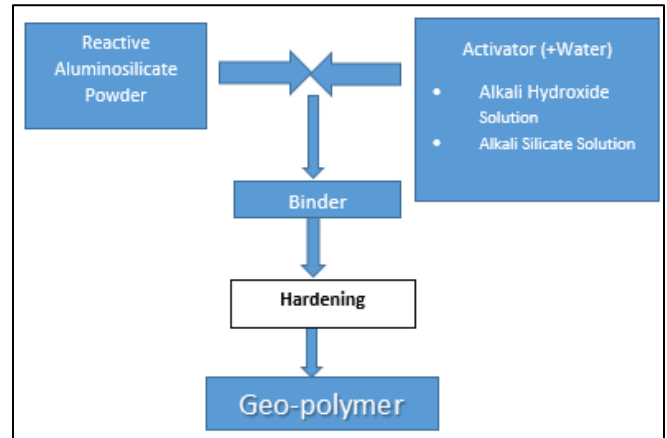 Reactive
Aluminosilicate
Powder
Activator (+Water)
• Alkali Hydroxide
Solution
• Alkali Silicate Solution
Binder
Hardening
Geo-polymer